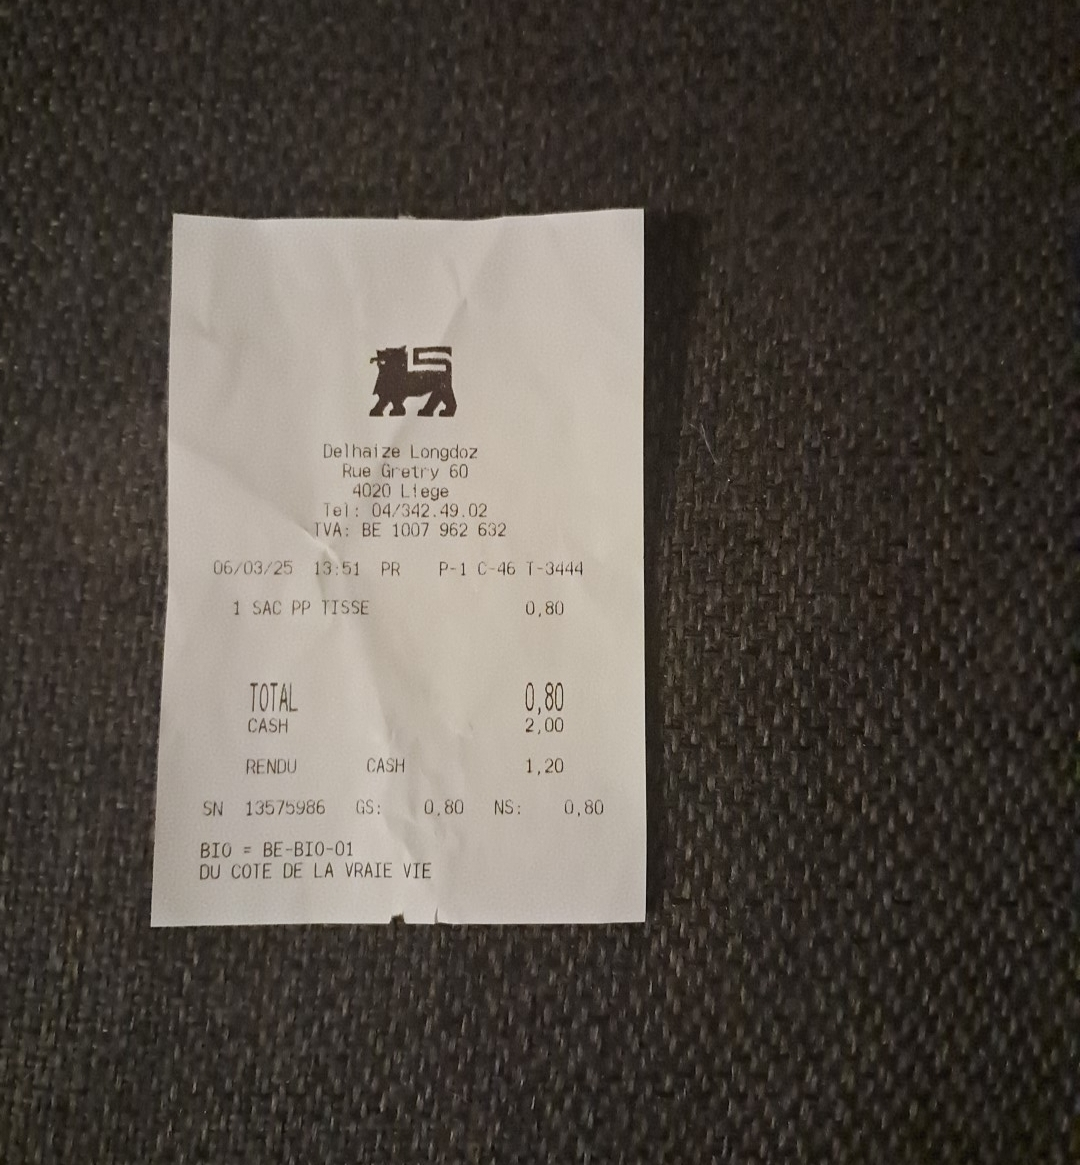 Delhaize Longdoz
Rue Gretry 60
4020 Liege
Tel: 04/342.49.02
TVA: BE 1007 962 632
06/03/25 13:51 PR P-1 C-46 T-3444
1 SAC PP TISSE 0,80
TOTAL 0,80
CASH 2,00
RENDU CASH 1,20
SN 13575986 GS: 0,80 NS: 0,80
BIO = BE-BIO-01
DU COTE DE LA VRAIE VIE